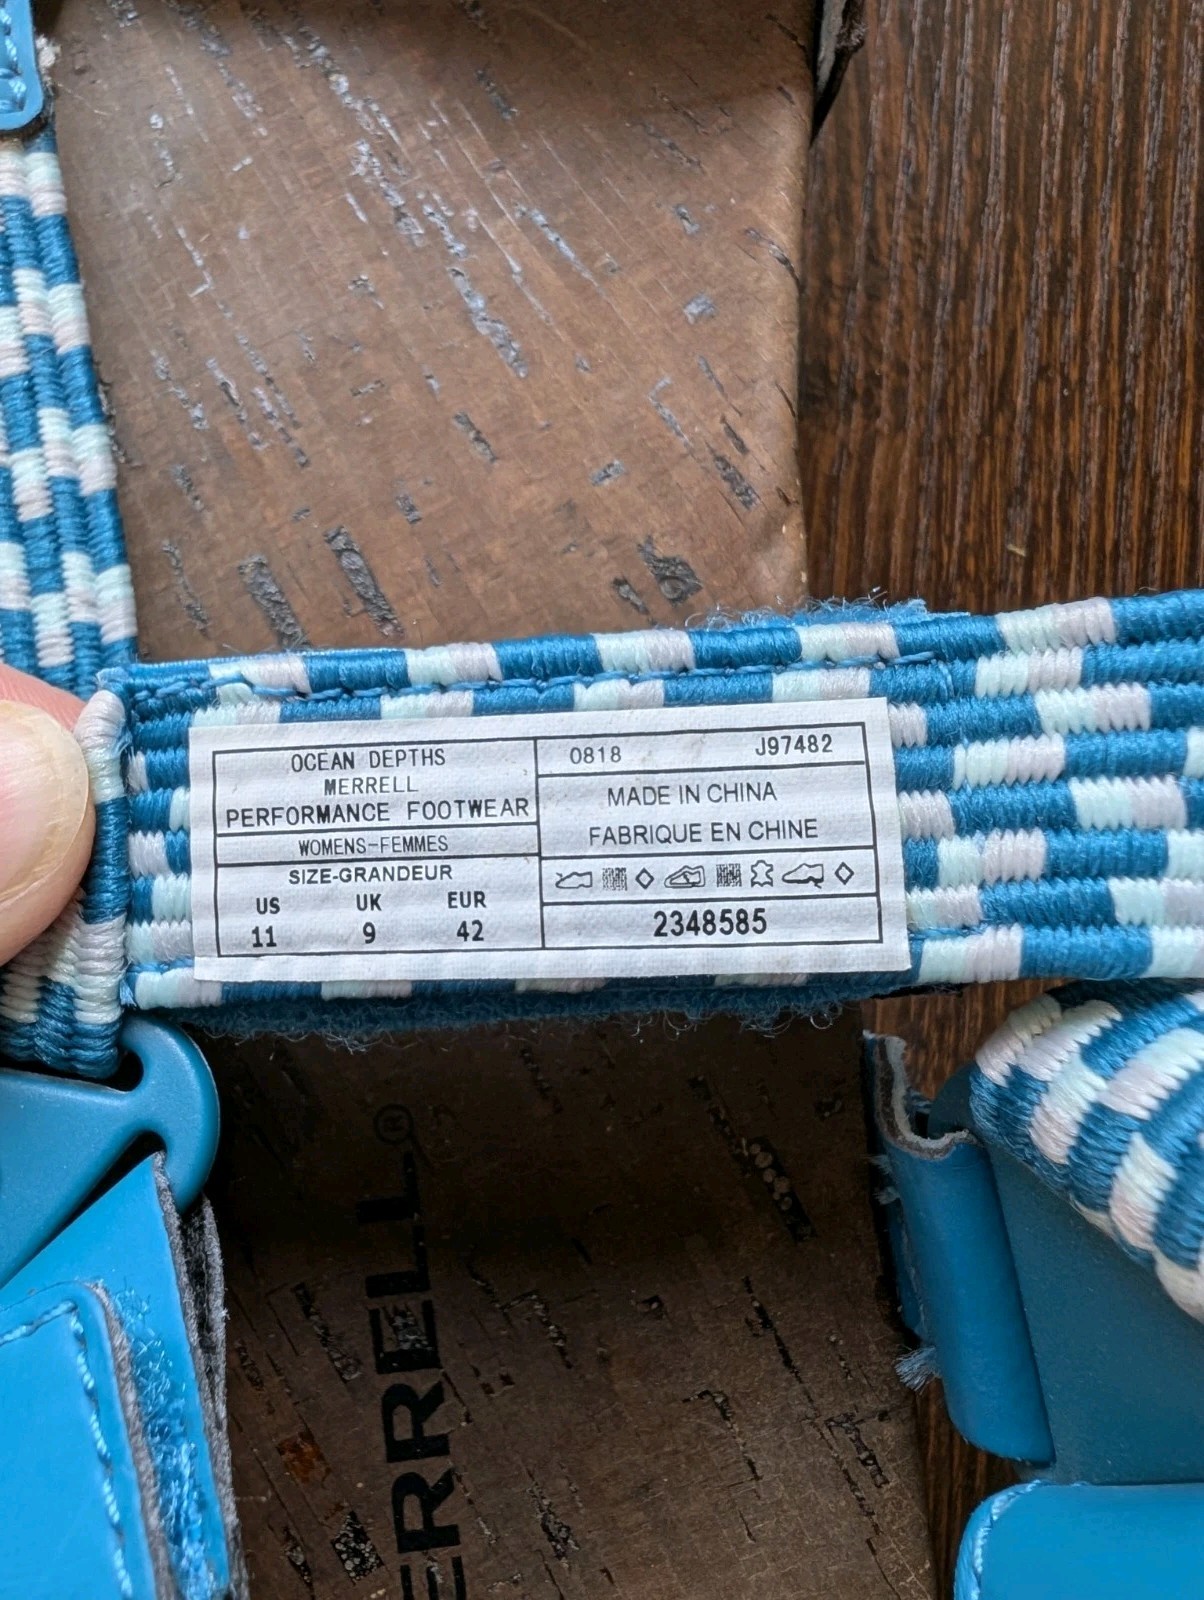 OCEAN DEPTHS
MERRELL
PERFORMANCE FOOTWEAR
WOMENS-FEMMES
SIZE-GRANDEUR
US UK EUR
11 9 42
0818 J97482
MADE IN CHINA
FABRIQUE EN CHINE
2348585
ERRELL®